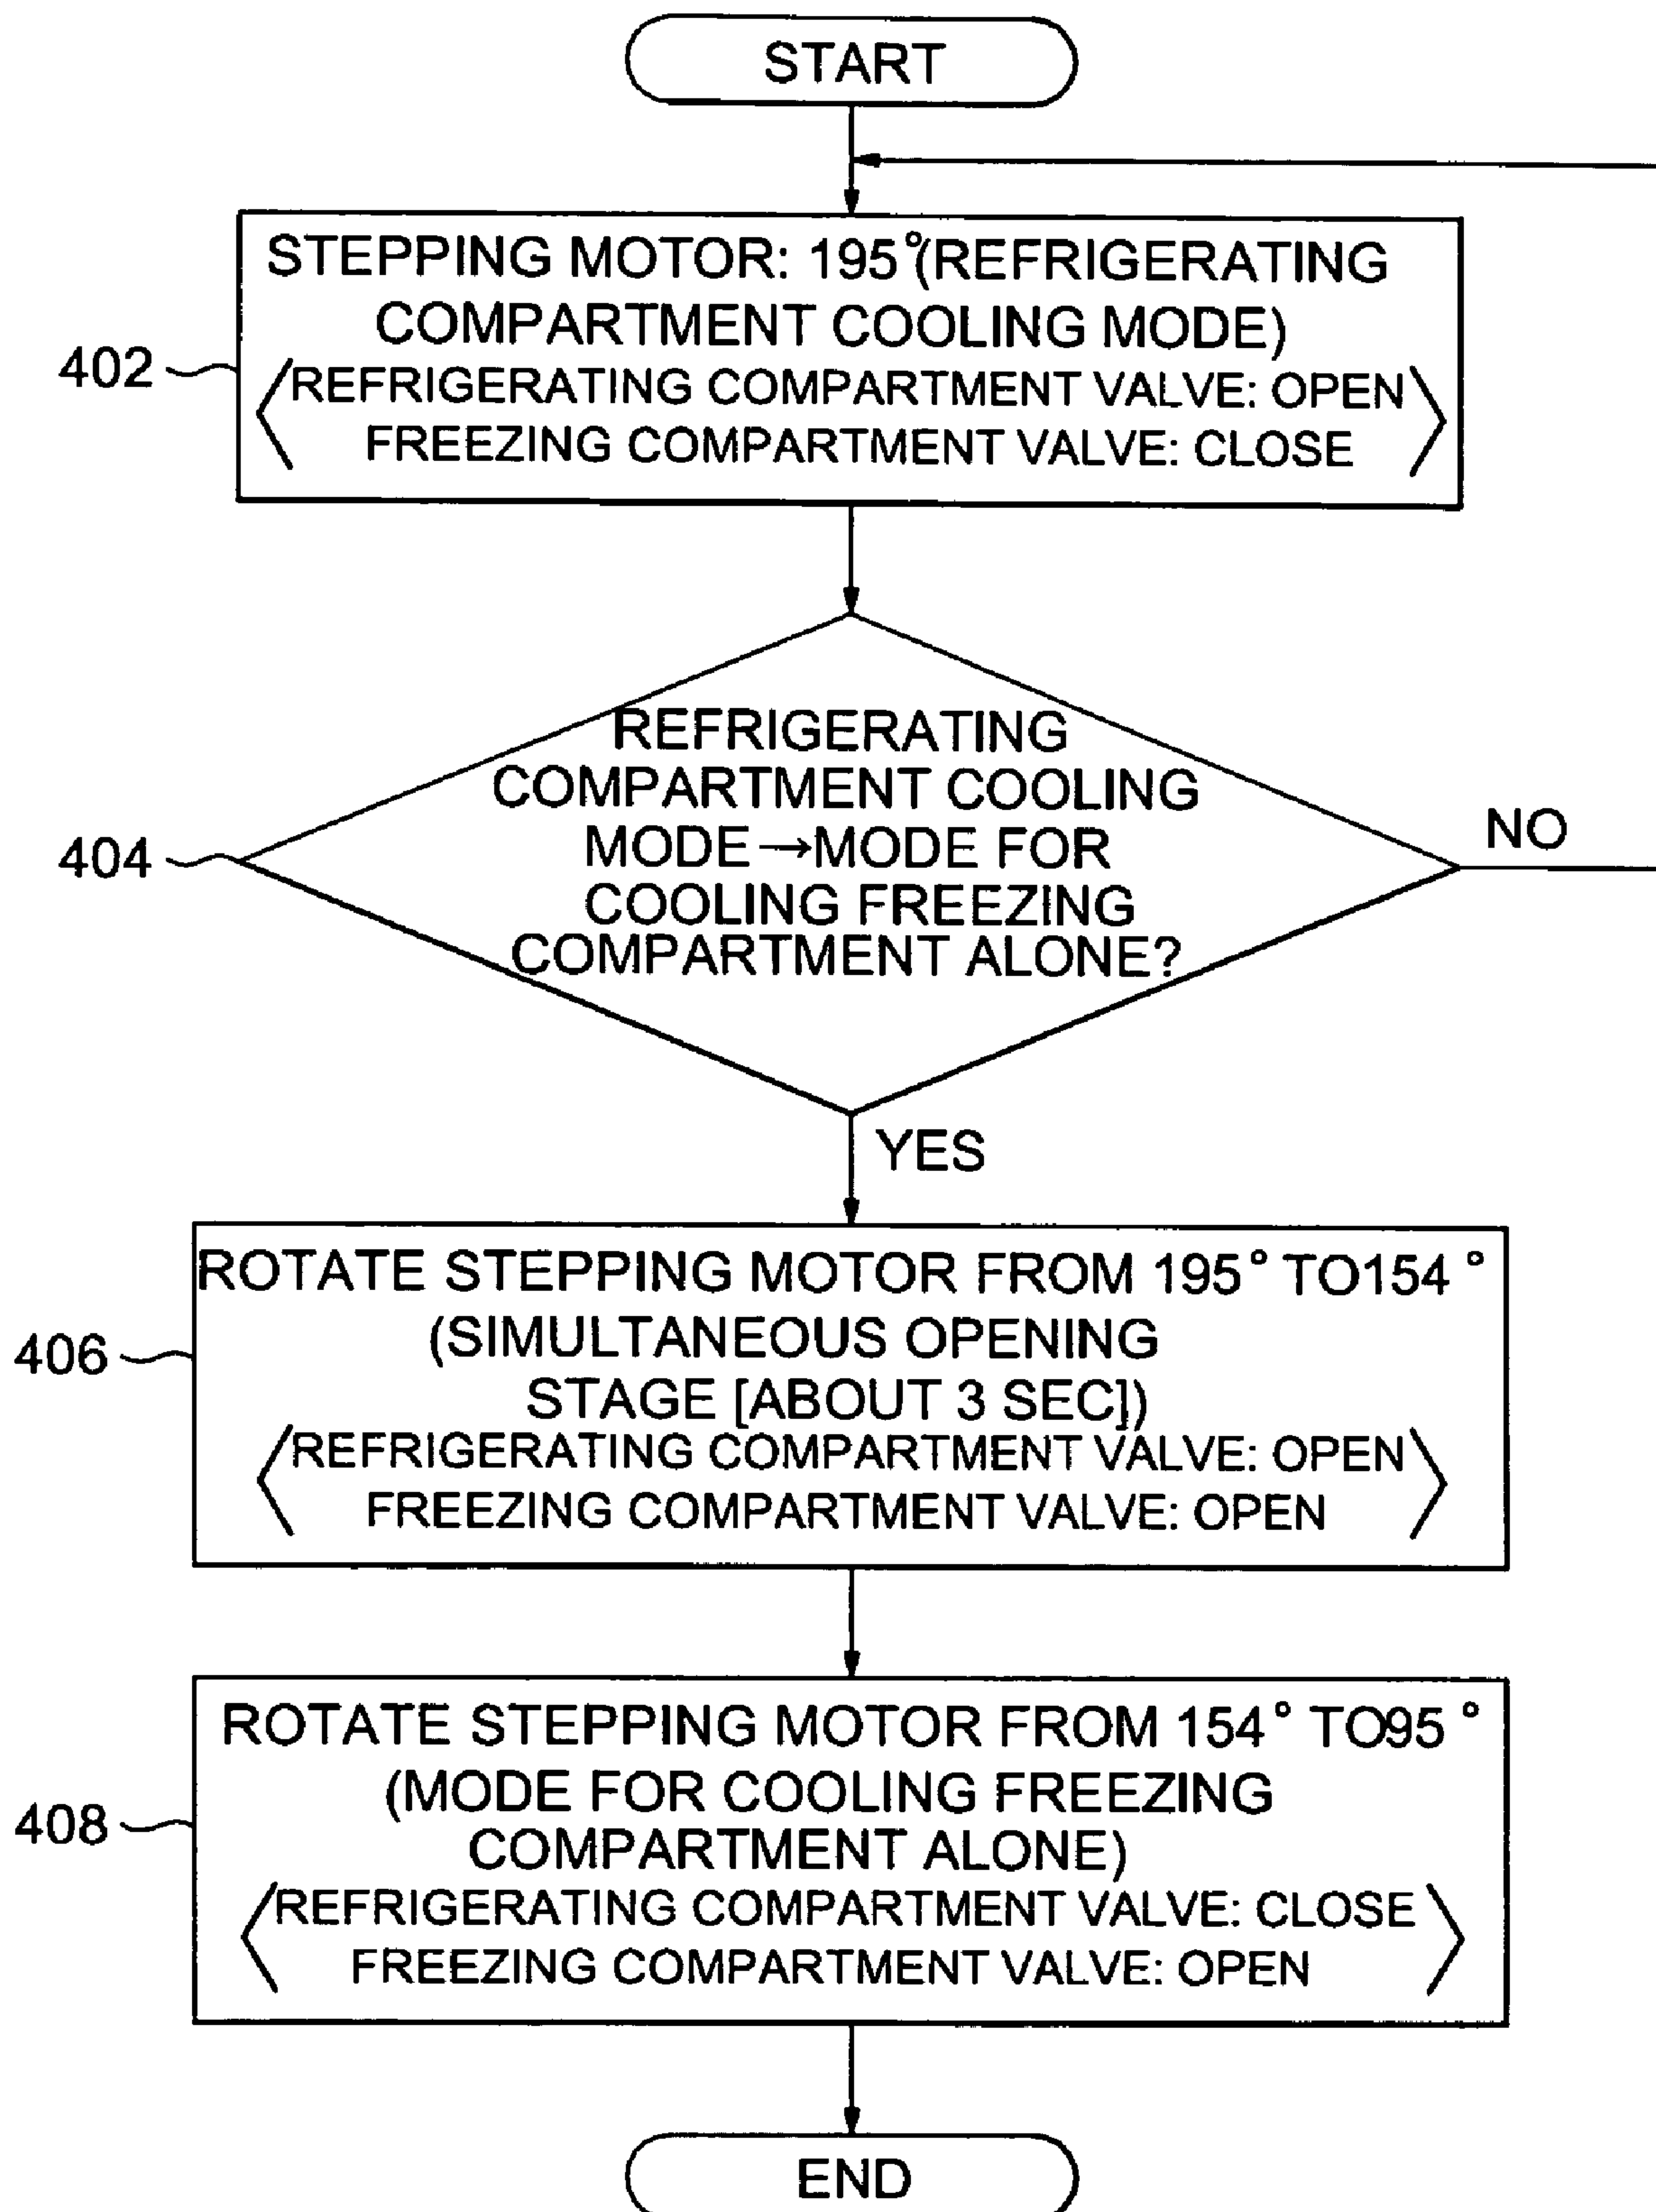 START
STEPPING MOTOR: 195°(REFRIGERATING
COMPARTMENT COOLING MODE)
402
REFRIGERATING COMPARTMENT VALVE: OPEN
FREEZING COMPARTMENT VALVE: CLOSE
REFRIGERATING
COMPARTMENT COOLING
MODE→MODE FOR
COOLING FREEZING
COMPARTMENT ALONE?
404
NO
YES
ROTATE STEPPING MOTOR FROM 195° TO154 °
(SIMULTANEOUS OPENING
STAGE [ABOUT 3 SEC])
406
REFRIGERATING COMPARTMENT VALVE: OPEN
FREEZING COMPARTMENT VALVE: OPEN
ROTATE STEPPING MOTOR FROM 154° TO95 °
(MODE FOR COOLING FREEZING
COMPARTMENT ALONE)
408
REFRIGERATING COMPARTMENT VALVE: CLOSE
FREEZING COMPARTMENT VALVE: OPEN
END